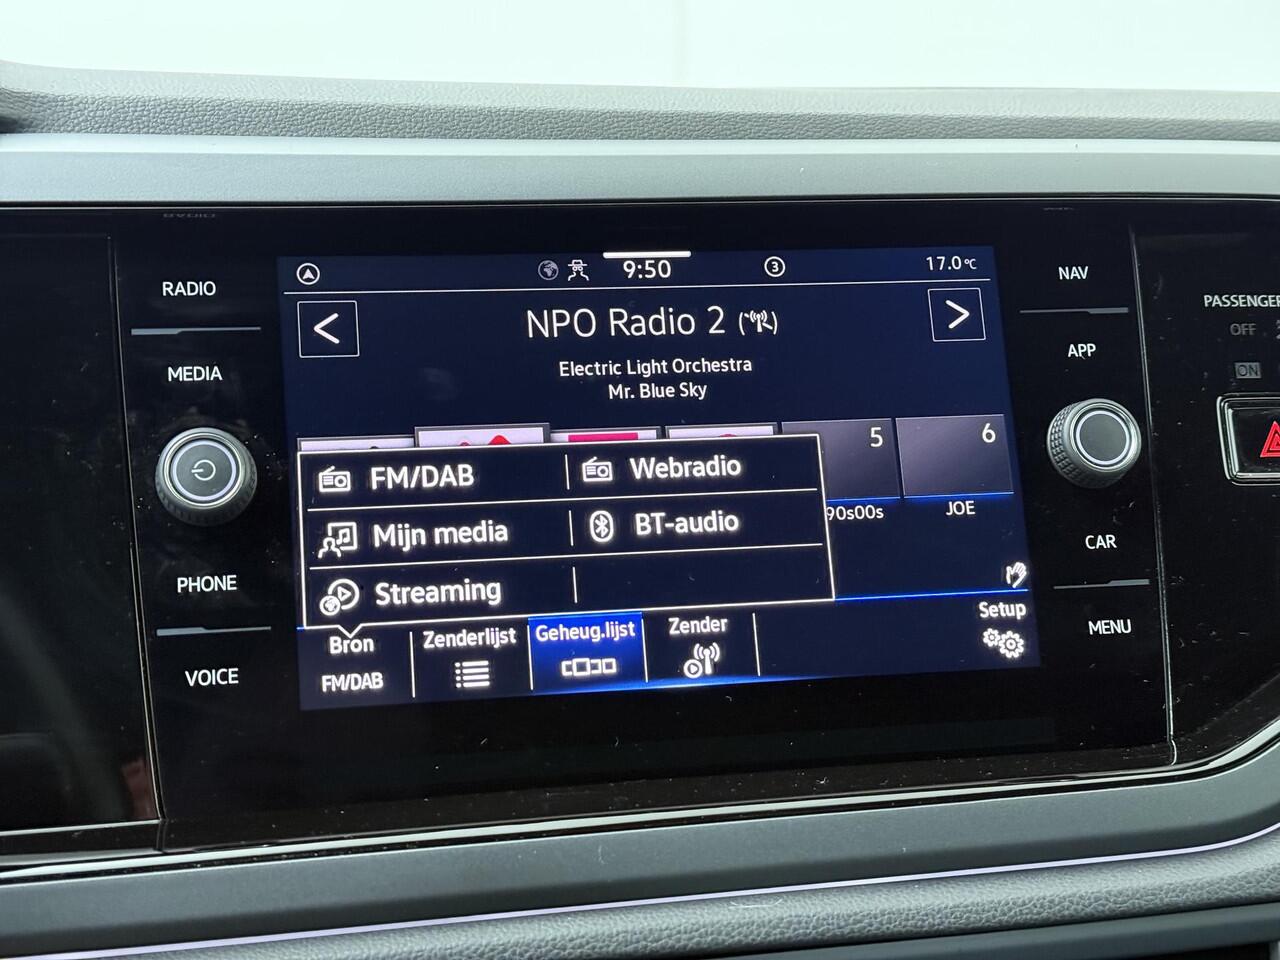 RADIO
MEDIA
PHONE
VOICE
9:50
3
17.0°C
NPO Radio 2
Electric Light Orchestra
Mr. Blue Sky
5
6
90s00s
JOE
FM/DAB
Webradio
Mijn media
BT-audio
Streaming
Bron
FM/DAB
Zenderlijst
Geheug.lijst
Zender
Setup
NAV
APP
CAR
MENU
PASSENGER
OFF
ON